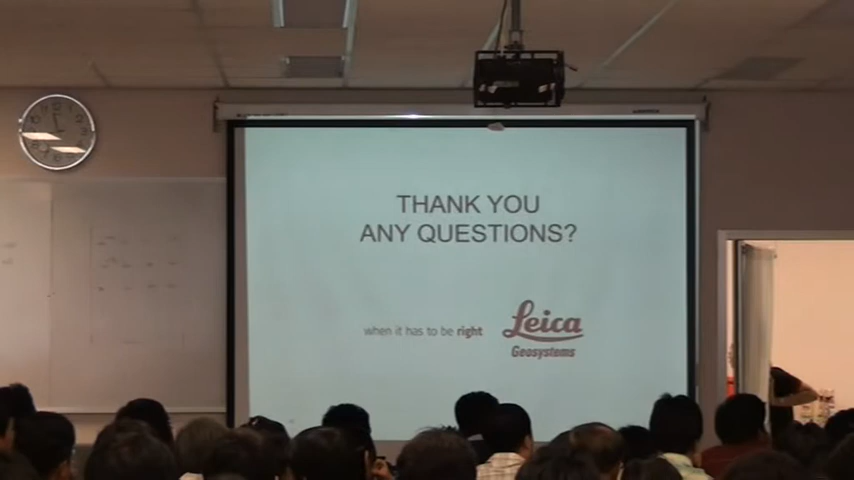 THANK YOU
ANY QUESTIONS?
when it has to be right
Leica
Geosystems